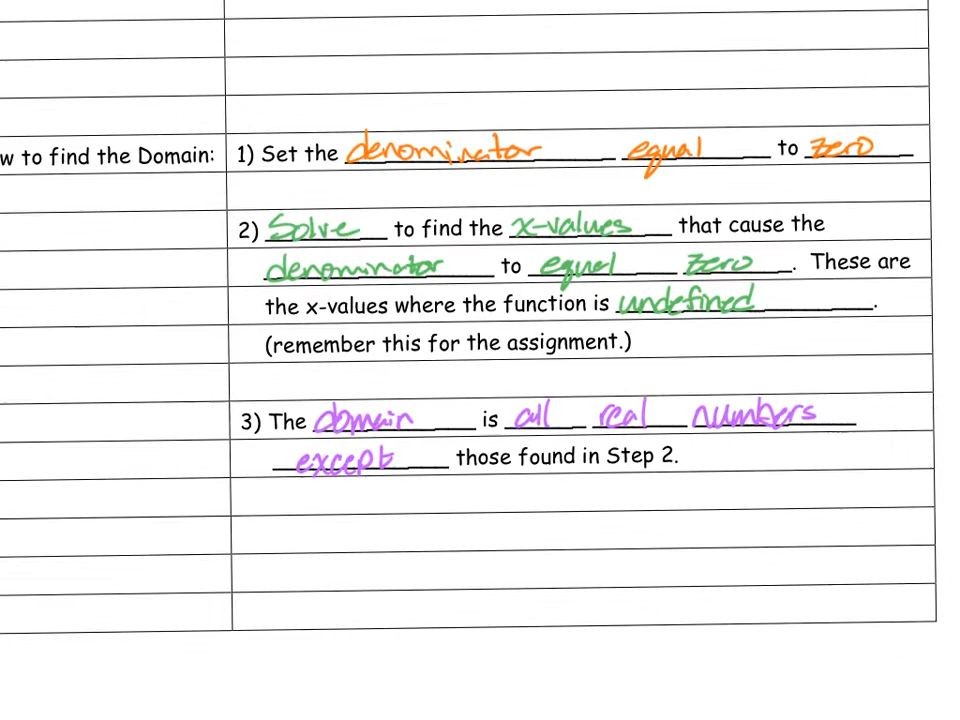 w to find the Domain: 1) Set the denominator equal to zero
2) Solve to find the x-values that cause the
denominator to equal zero. These are
the x-values where the function is undefined.
(remember this for the assignment.)
3) The domain is all real numbers
except those found in Step 2.